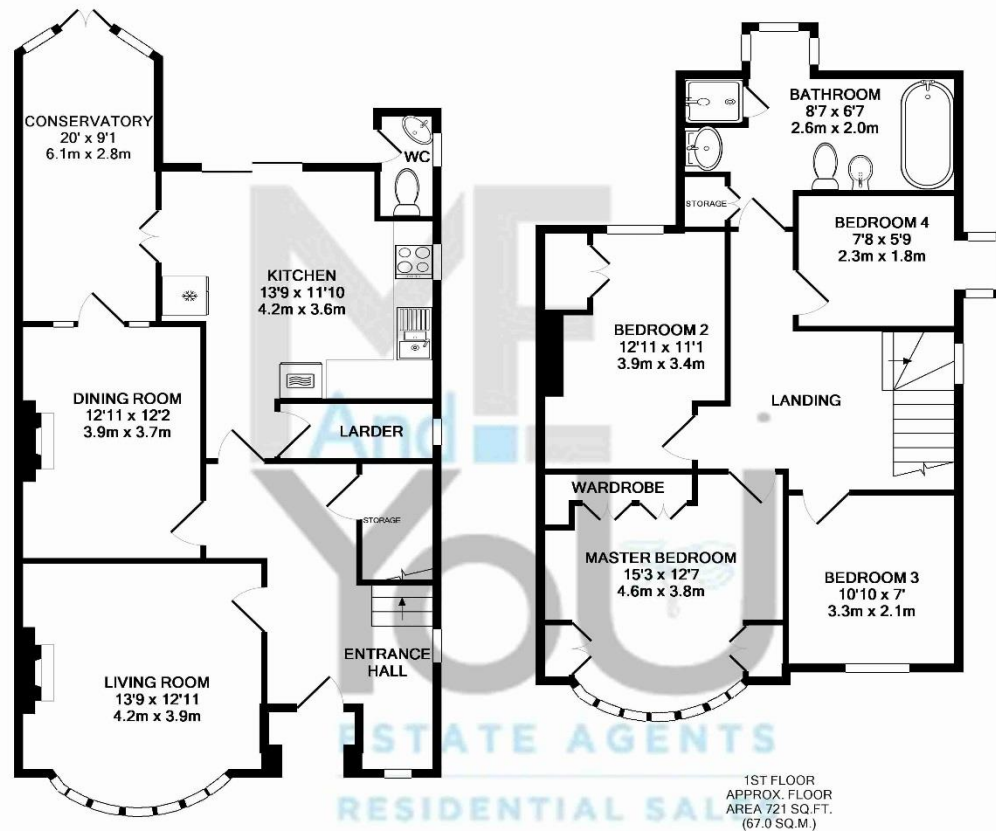 CONSERVATORY
20' x 9'1
6.1m x 2.8m
WC
KITCHEN
13'9 x 11'10
4.2m x 3.6m
DINING ROOM
12'11 x 12'2
3.9m x 3.7m
LARDER
STORAGE
ENTRANCE
HALL
LIVING ROOM
13'9 x 12'11
4.2m x 3.9m
BATHROOM
8'7 x 6'7
2.6m x 2.0m
STORAGE
BEDROOM 4
7'8 x 5'9
2.3m x 1.8m
BEDROOM 2
12'11 x 11'1
3.9m x 3.4m
LANDING
WARDROBE
MASTER BEDROOM
15'3 x 12'7
4.6m x 3.8m
BEDROOM 3
10'10 x 7'
3.3m x 2.1m
1ST FLOOR
APPROX. FLOOR
AREA 721 SQ.FT.
(67.0 SQ.M.)
ME
And
YoU
ESTATE AGENTS
RESIDENTIAL SALES